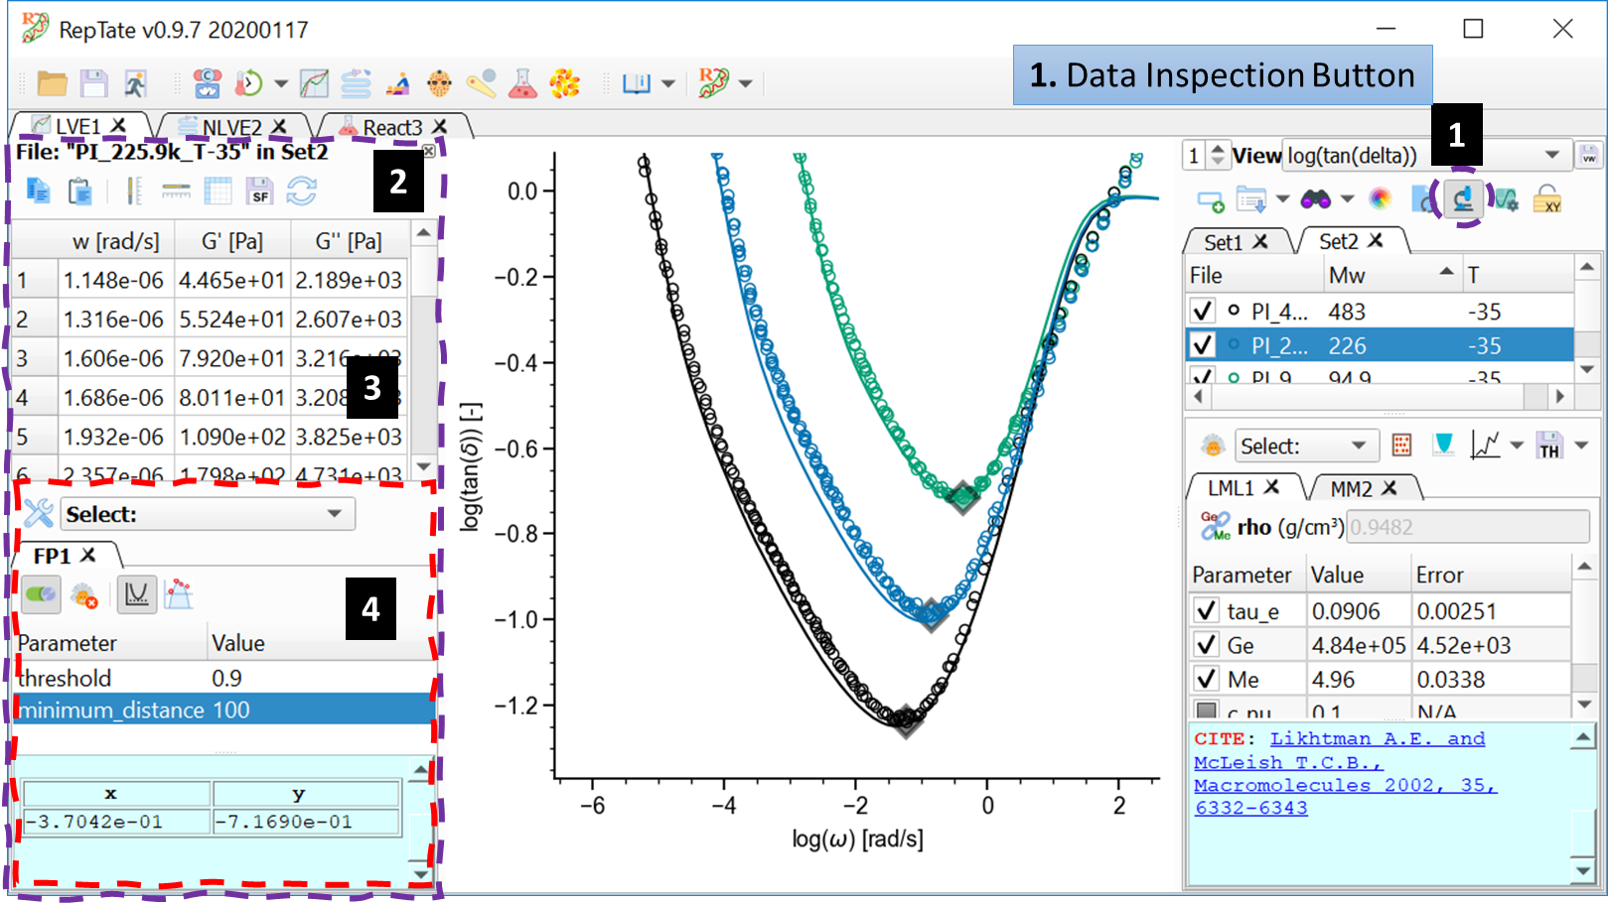 RepTate v0.9.7 20200117
1. Data Inspection Button
LVE1 X
NLVE2 X
React3 X
File: "PI_225.9k_T-35" in Set2
2
SF
w [rad/s] G' [Pa] G'' [Pa]
1 1.148e-06 4.465e+01 2.189e+03
2 1.316e-06 5.524e+01 2.607e+03
3 1.606e-06 7.920e+01 3.216
3
4 1.686e-06 8.011e+01 3.208
5 1.932e-06 1.090e+02 3.825e+03
6 2.357e-06 1.798e+02 4.731e+03
Select:
FP1 X
4
Parameter Value
threshold 0.9
minimum_distance 100
x y
-3.7042e-01 -7.1690e-01
log(tan(δ)) [-]
0.0
−0.2
−0.4
−0.6
−0.8
−1.0
−1.2
−6 −4 −2 0 2
log(ω) [rad/s]
1
1 View log(tan(delta))
VW
XY
Set1 X Set2 X
File Mw T
PI_4... 483 -35
PI_2... 226 -35
PI_9 94.9 -35
Select:
TH
LML1 X MM2 X
Ge
Me
rho (g/cm³) 0.9482
Parameter Value Error
tau_e 0.0906 0.00251
Ge 4.84e+05 4.52e+03
Me 4.96 0.0338
c_nu 0.1 N/A
CITE: Likhtman A.E. and
McLeish T.C.B.,
Macromolecules 2002, 35,
6332-6343